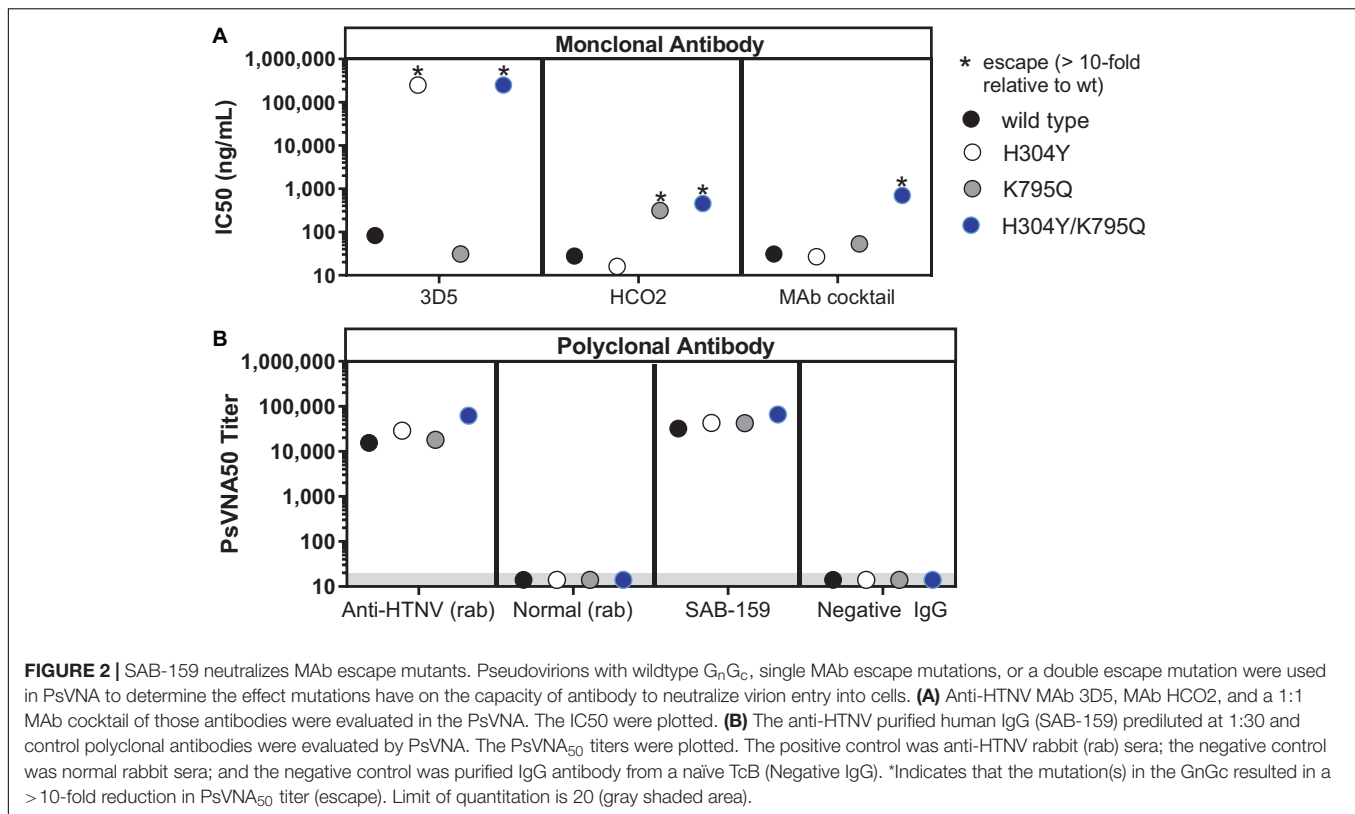 A
Monoclonal Antibody
IC50 (ng/mL)
1,000,000
100,000
10,000
1,000
100
10
* * * * *
3D5 HCO2 MAb cocktail
* escape (> 10-fold
relative to wt)
wild type
H304Y
K795Q
H304Y/K795Q
B
Polyclonal Antibody
PsVNA50 Titer
1,000,000
100,000
10,000
1,000
100
10
Anti-HTNV (rab) Normal (rab) SAB-159 Negative IgG
FIGURE 2 | SAB-159 neutralizes MAb escape mutants. Pseudovirions with wildtype GnGc, single MAb escape mutations, or a double escape mutation were used
in PsVNA to determine the effect mutations have on the capacity of antibody to neutralize virion entry into cells. (A) Anti-HTNV MAb 3D5, MAb HCO2, and a 1:1
MAb cocktail of those antibodies were evaluated in the PsVNA. The IC50 were plotted. (B) The anti-HTNV purified human IgG (SAB-159) prediluted at 1:30 and
control polyclonal antibodies were evaluated by PsVNA. The PsVNA50 titers were plotted. The positive control was anti-HTNV rabbit (rab) sera; the negative control
was normal rabbit sera; and the negative control was purified IgG antibody from a naïve TcB (Negative IgG). *Indicates that the mutation(s) in the GnGc resulted in a
>10-fold reduction in PsVNA50 titer (escape). Limit of quantitation is 20 (gray shaded area).